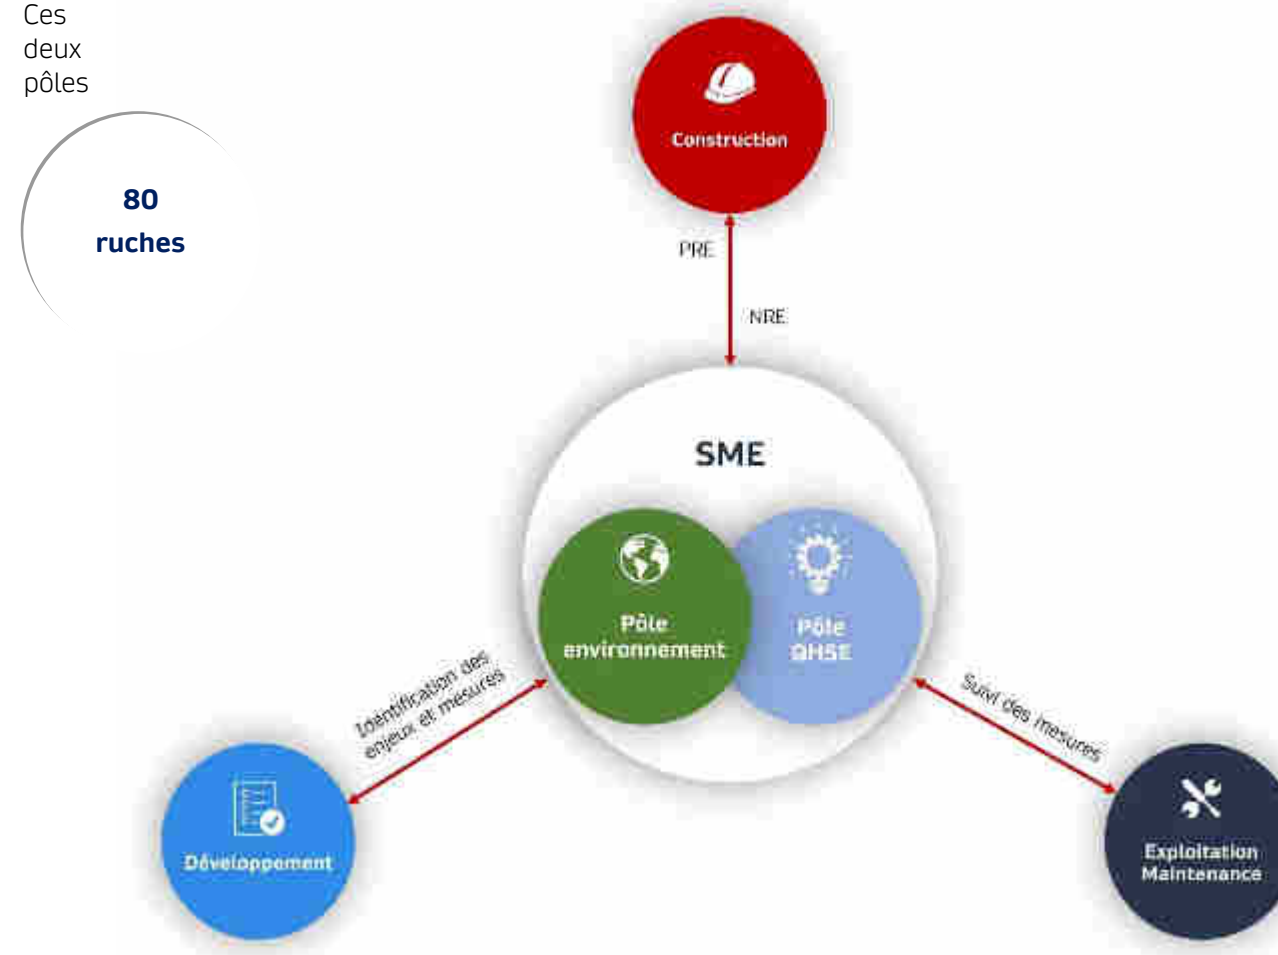 Ces
deux
pôles
80
ruches
Construction
PRE
NRE
SME
Pôle
environnement
Pôle
QHSE
Identification des
enjeux et mesures
Suivi des mesures
Développement
Exploitation
Maintenance